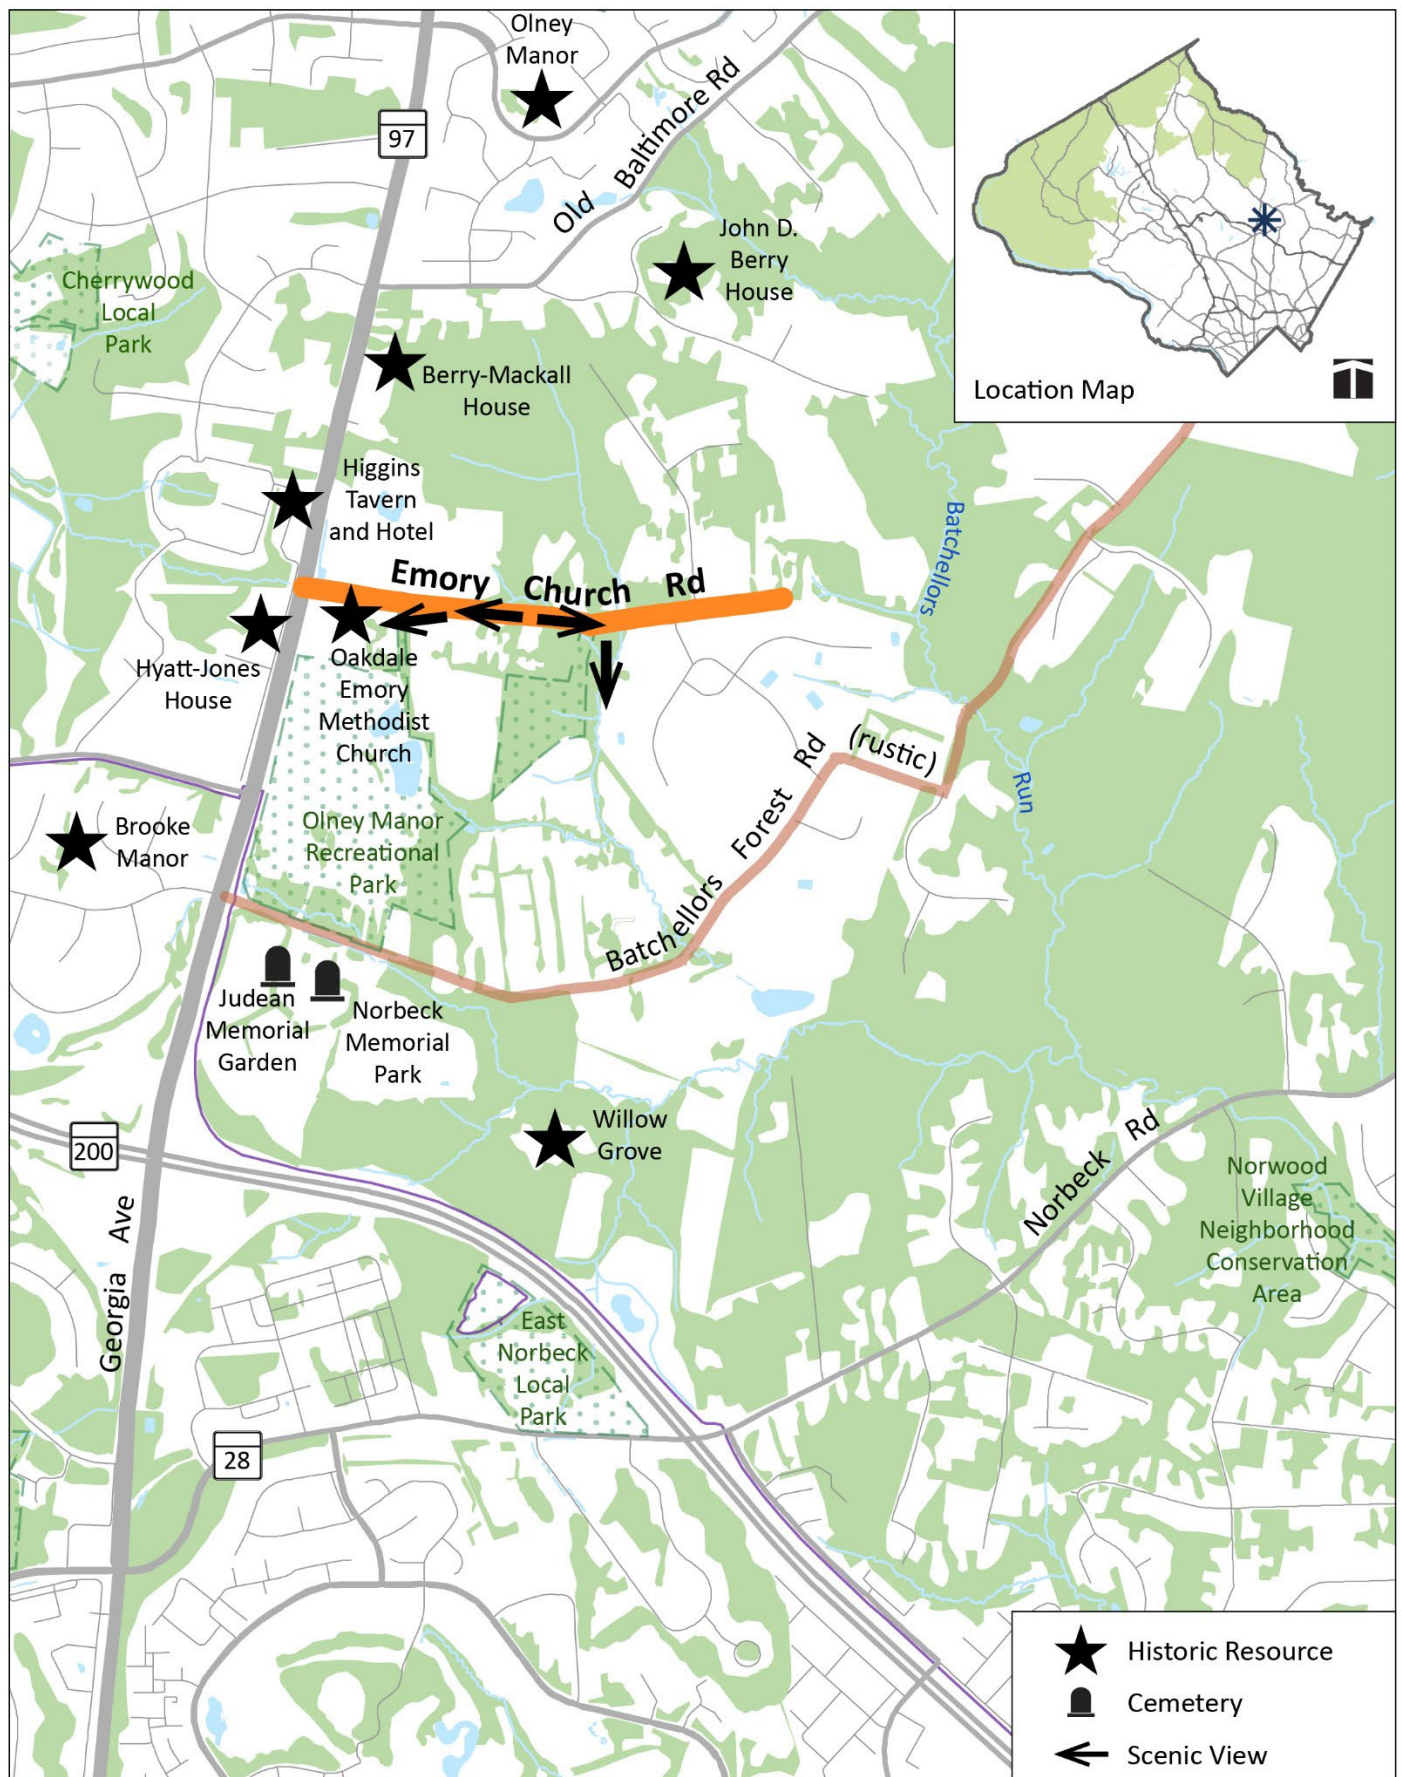 Olney
Manor
97
Old Baltimore Rd
John D.
Berry
House
Location Map
Cherrywood
Local
Park
Berry-Mackall
House
Higgins
Tavern
and Hotel
Batchellors
Run
Emory Church Rd
Hyatt-Jones
House
Oakdale
Emory
Methodist
Church
Batchellors Forest Rd (rustic)
Brooke
Manor
Olney Manor
Recreational
Park
Judean
Memorial
Garden
Norbeck
Memorial
Park
Willow
Grove
200
Georgia Ave
Norbeck Rd
Norwood
Village
Neighborhood
Conservation
Area
East
Norbeck
Local
Park
28
Historic Resource
Cemetery
Scenic View